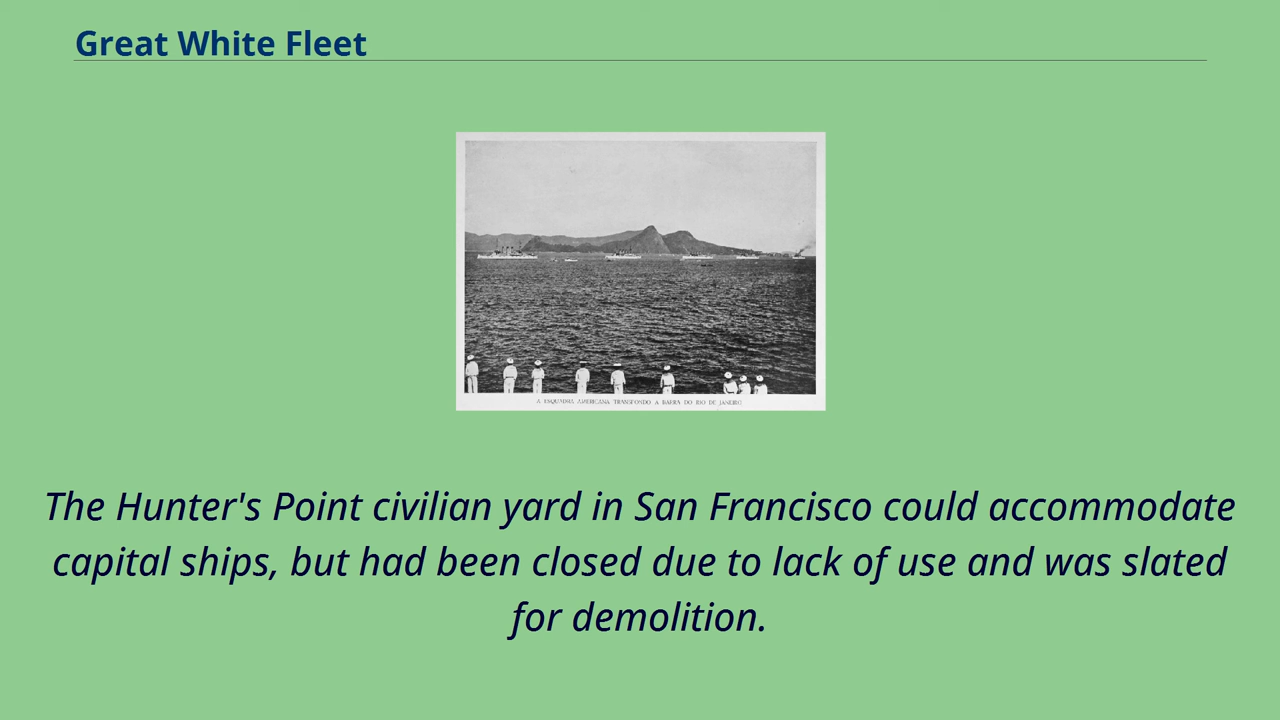 Great White Fleet
A ESQUADRA AMERICANA TRANSPONDO A BARRA DO RIO DE JANEIRO
The Hunter's Point civilian yard in San Francisco could accommodate
capital ships, but had been closed due to lack of use and was slated
for demolition.